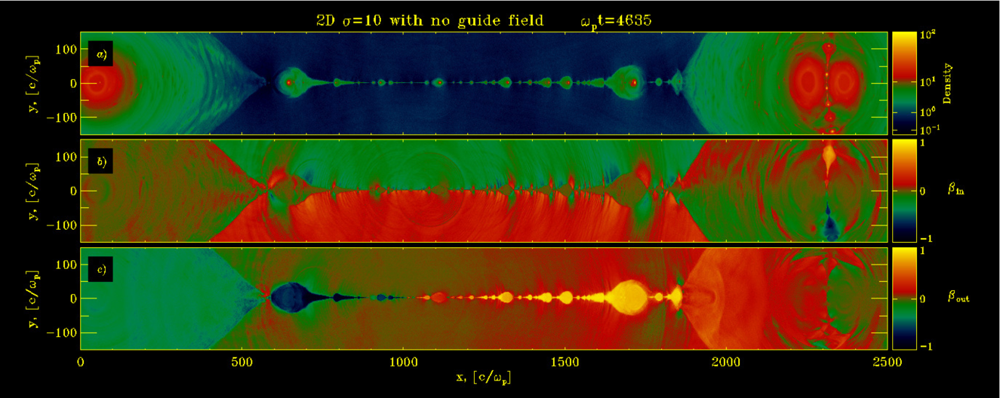 2D σ=10 with no guide field ωₚt=4635
a)
y, [c/ωₚ]
100
0
-100
10²
10¹
10⁰
10⁻¹
Density
b)
y, [c/ωₚ]
100
0
-100
1
0
-1
βin
c)
y, [c/ωₚ]
100
0
-100
1
0
-1
βout
0 500 1000 1500 2000 2500
x, [c/ωₚ]